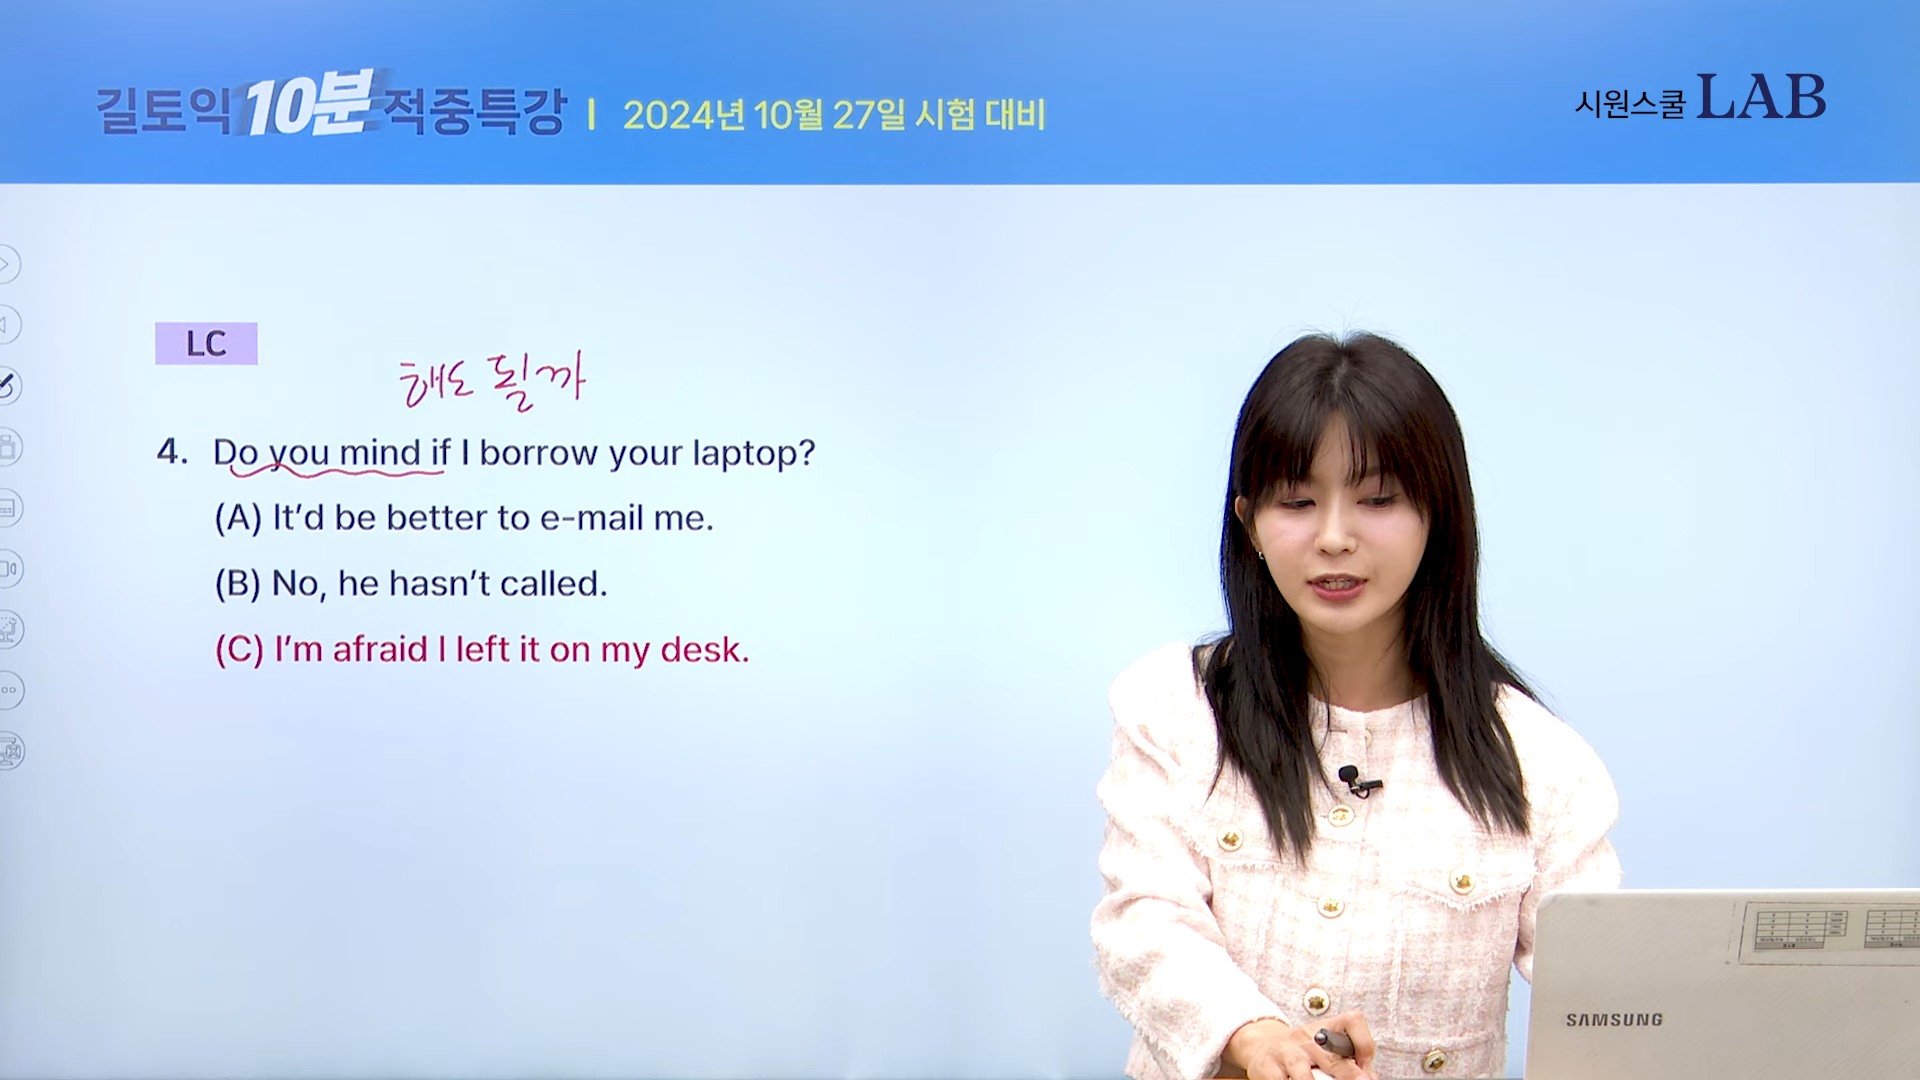 길토익 10분 적중특강 | 2024년 10월 27일 시험 대비
시원스쿨 LAB
LC
해도 될까
4. Do you mind if I borrow your laptop?
(A) It'd be better to e-mail me.
(B) No, he hasn't called.
(C) I'm afraid I left it on my desk.
SAMSUNG